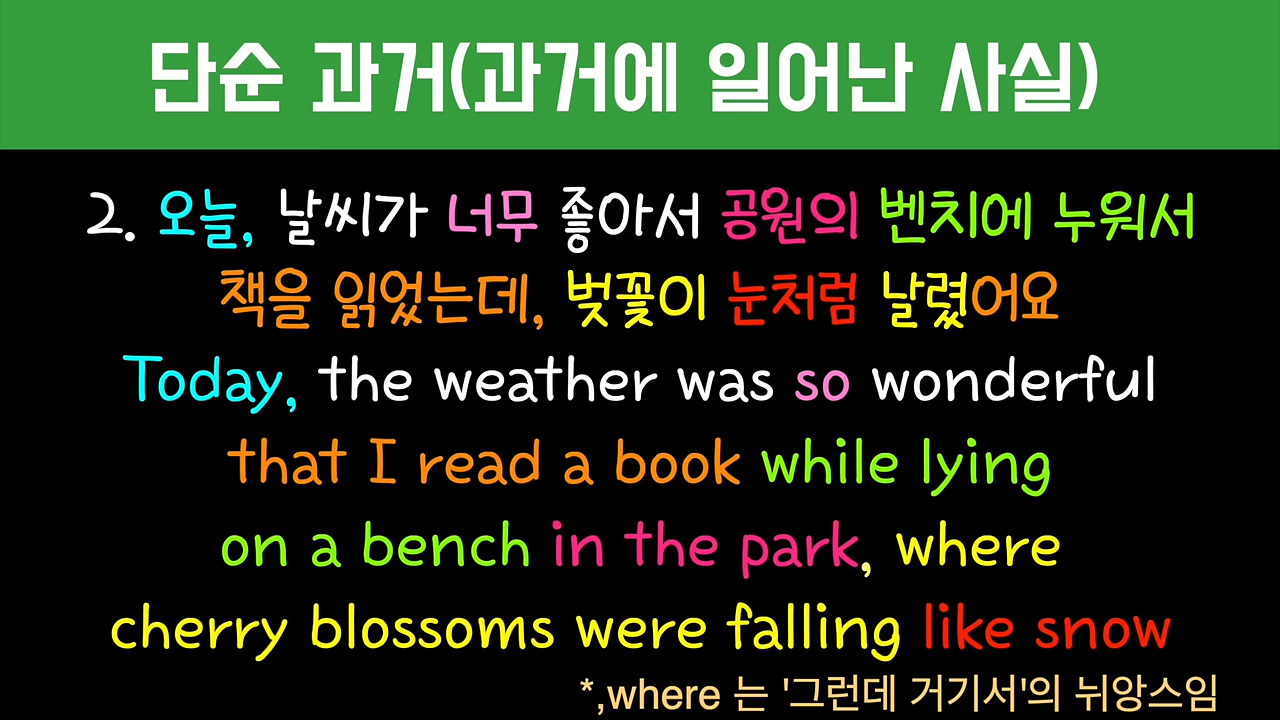 단순 과거(과거에 일어난 사실)
2. 오늘, 날씨가 너무 좋아서 공원의 벤치에 누워서
책을 읽었는데, 벚꽃이 눈처럼 날렸어요
Today, the weather was so wonderful
that I read a book while lying
on a bench in the park, where
cherry blossoms were falling like snow
*,where 는 '그런데 거기서'의 뉘앙스임